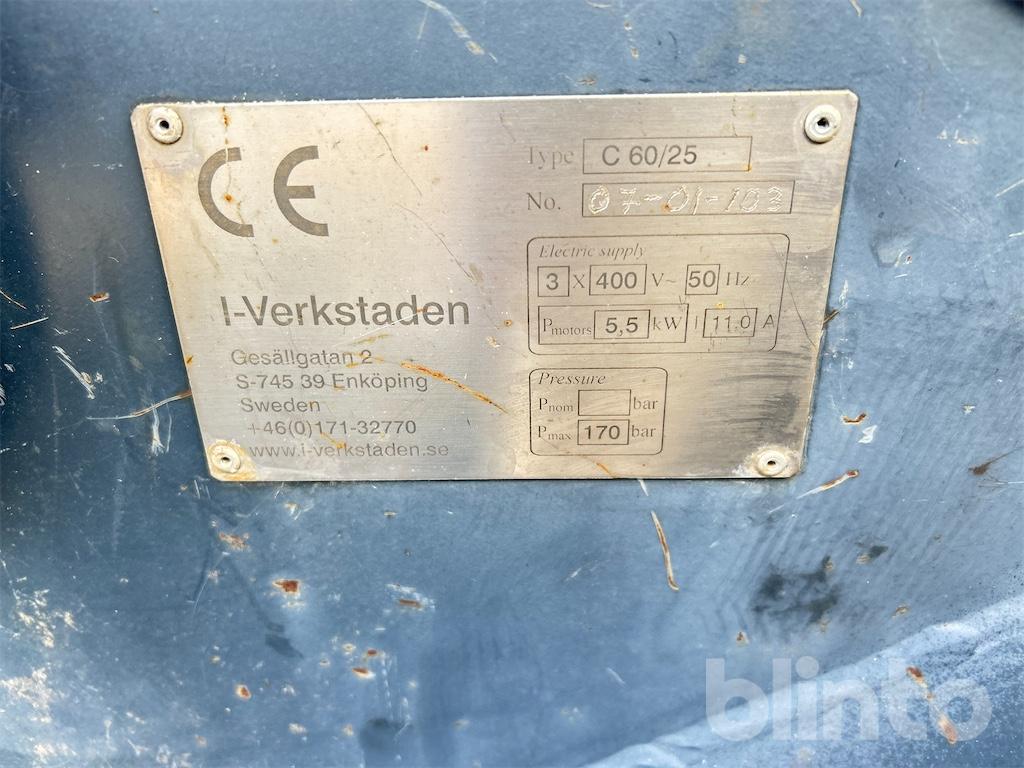 CE
I-Verkstaden
Gesällgatan 2
S-745 39 Enköping
Sweden
+46(0)171-32770
www.i-verkstaden.se
Type C 60/25
No. 07-01-103
Electric supply
3 X 400 V~ 50 Hz
Pmotors 5,5 kW I 11.0 A
Pressure
Pnom bar
Pmax 170 bar
blinto